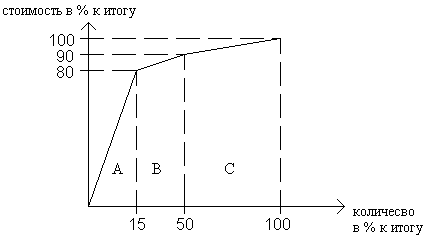 стоимость в % к итогу
100
90
80
A
B
C
15
50
100
количесво
в % к итогу